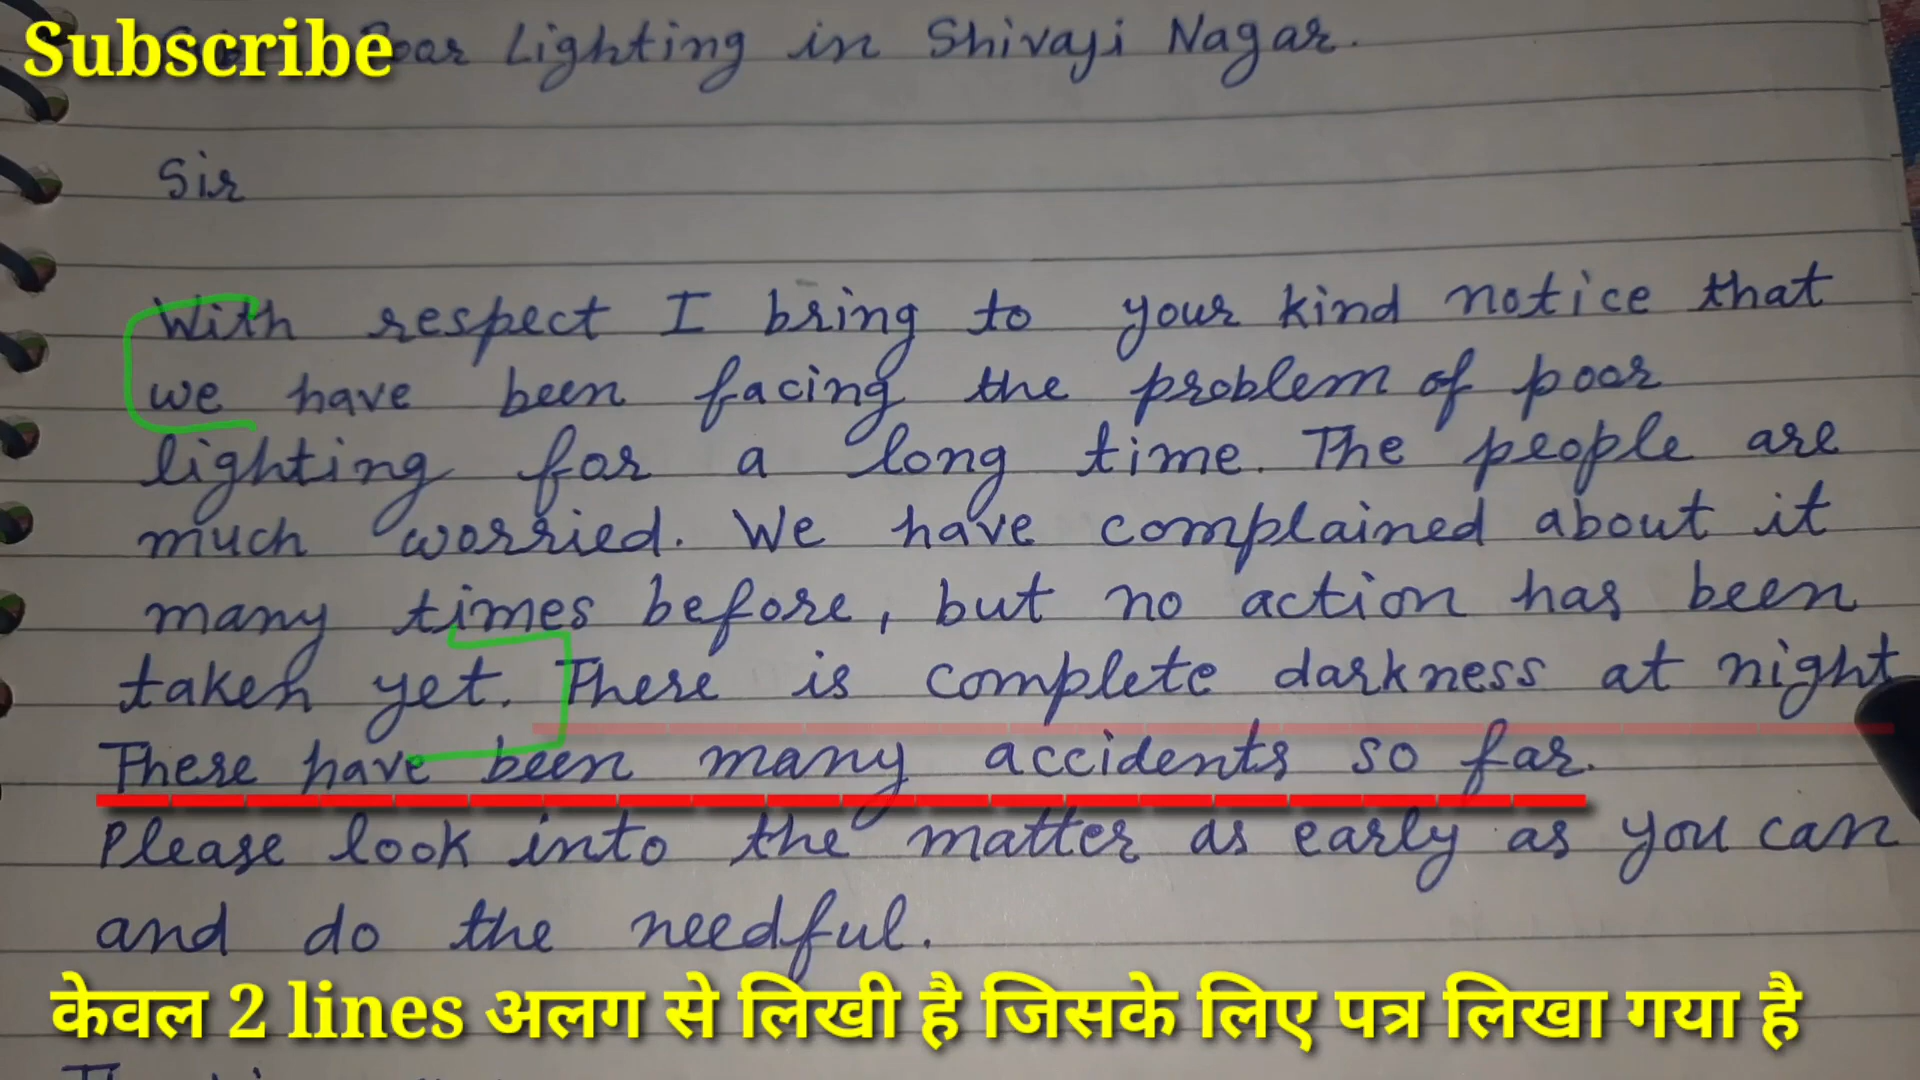 Subscribe
Poor Lighting in Shivaji Nagar.
Sir
With respect I bring to your kind notice that
we have been facing the problem of poor
lighting for a long time. The people are
much worried. We have complained about it
many times before, but no action has been
taken yet. There is complete darkness at night
There have been many accidents so far.
Please look into the matter as early as you can
and do the needful.
केवल 2 lines अलग से लिखी है जिसके लिए पत्र लिखा गया है